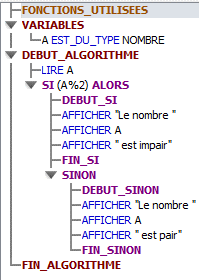 FONCTIONS_UTILISEES
VARIABLES
A EST_DU_TYPE NOMBRE
DEBUT_ALGORITHME
LIRE A
SI (A%2) ALORS
DEBUT_SI
AFFICHER "Le nombre "
AFFICHER A
AFFICHER " est impair"
FIN_SI
SINON
DEBUT_SINON
AFFICHER "Le nombre "
AFFICHER A
AFFICHER " est pair"
FIN_SINON
FIN_ALGORITHME